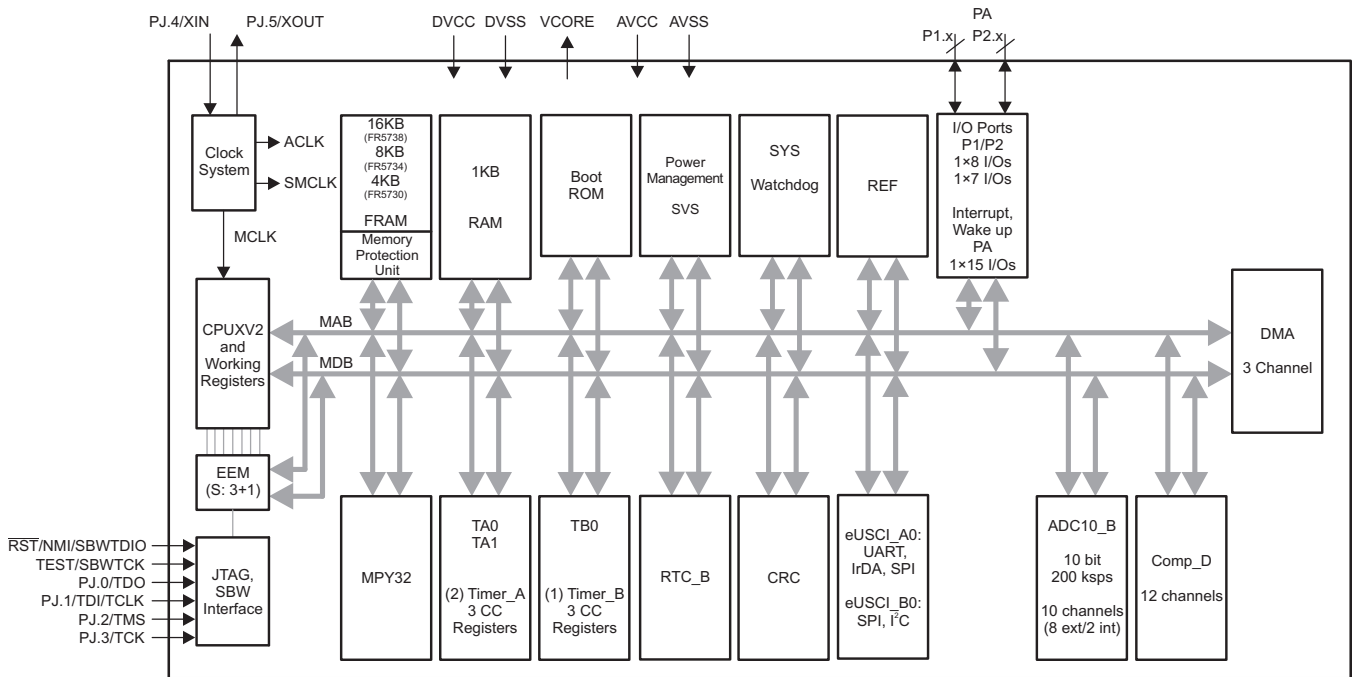 PJ.4/XIN
PJ.5/XOUT
DVCC
DVSS
VCORE
AVCC
AVSS
PA
P1.x
P2.x
Clock
System
ACLK
SMCLK
MCLK
16KB
(FR5738)
8KB
(FR5734)
4KB
(FR5730)
FRAM
Memory
Protection
Unit
1KB
RAM
Boot
ROM
Power
Management
SVS
SYS
Watchdog
REF
I/O Ports
P1/P2
1×8 I/Os
1×7 I/Os
Interrupt,
Wake up
PA
1×15 I/Os
CPUXV2
and
Working
Registers
MAB
MDB
DMA
3 Channel
EEM
(S: 3+1)
RST/NMI/SBWTDIO
TEST/SBWTCK
PJ.0/TDO
PJ.1/TDI/TCLK
PJ.2/TMS
PJ.3/TCK
JTAG,
SBW
Interface
MPY32
TA0
TA1
(2) Timer_A
3 CC
Registers
TB0
(1) Timer_B
3 CC
Registers
RTC_B
CRC
eUSCI_A0:
UART,
IrDA, SPI
eUSCI_B0:
SPI, I²C
ADC10_B
10 bit
200 ksps
10 channels
(8 ext/2 int)
Comp_D
12 channels